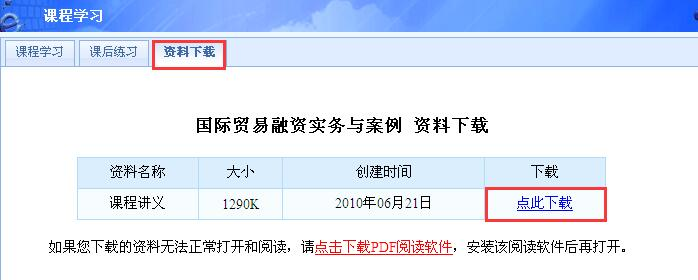 课程学习
课程学习 课后练习 资料下载
国际贸易融资实务与案例 资料下载
资料名称 大小 创建时间 下载
课程讲义 1290K 2010年06月21日 点此下载
如果您下载的资料无法正常打开和阅读，请点击下载PDF阅读软件，安装该阅读软件后再打开。